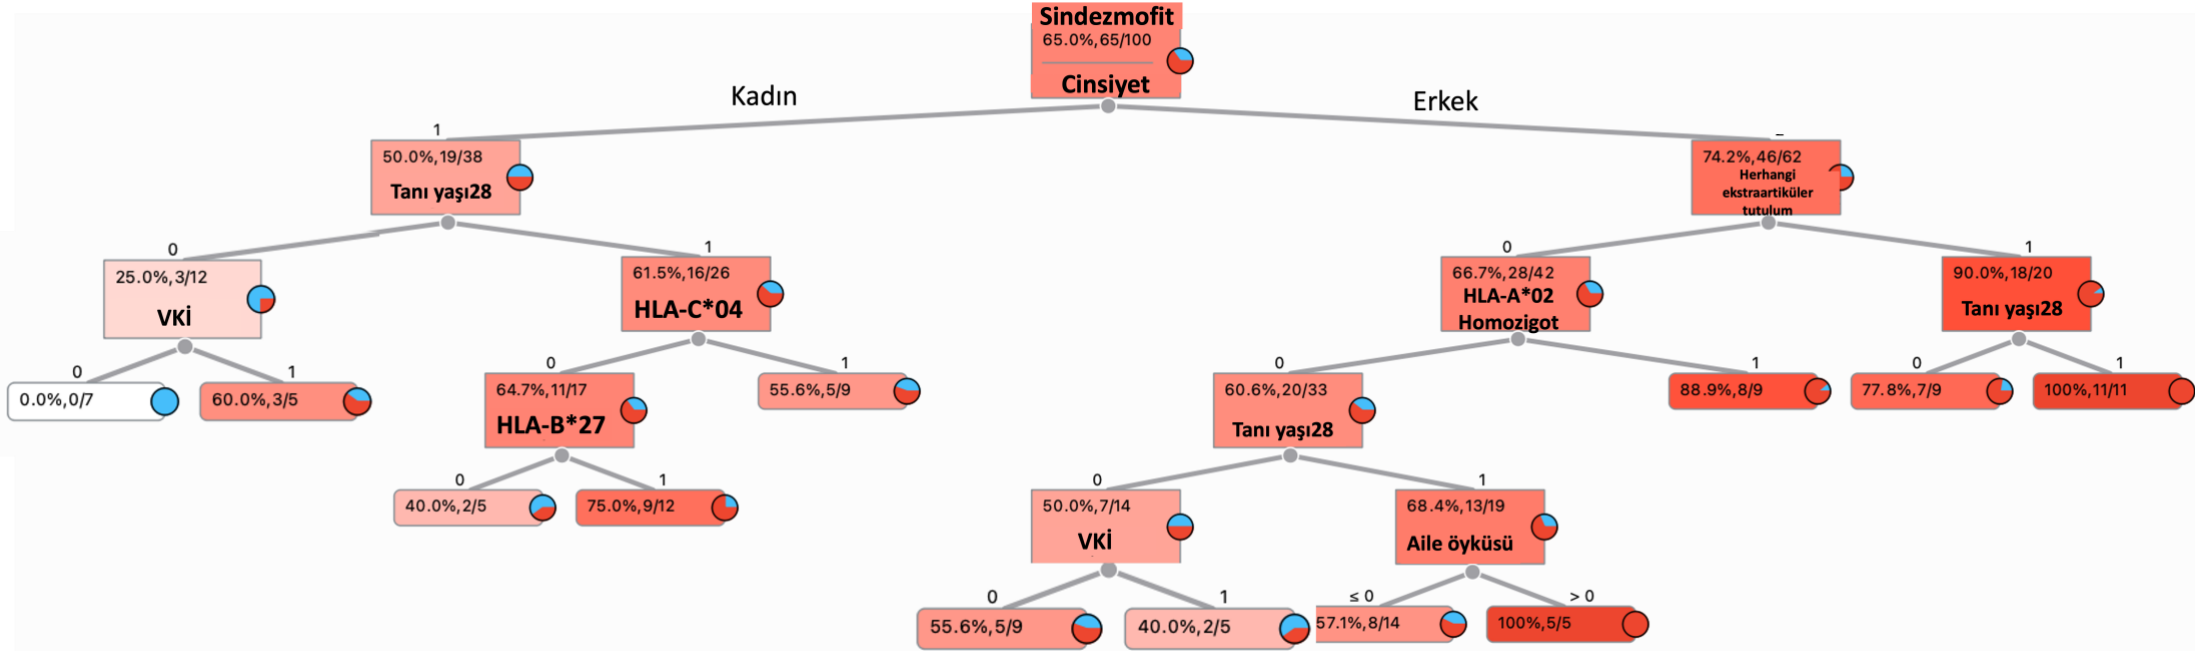 Sindezmofit
65.0%,65/100
Cinsiyet
Kadın
Erkek
1
–
50.0%,19/38
Tanı yaşı28
74.2%,46/62
Herhangi
ekstraartiküler
tutulum
0
1
0
1
25.0%,3/12
VKİ
61.5%,16/26
HLA-C*04
66.7%,28/42
HLA-A*02
Homozigot
90.0%,18/20
Tanı yaşı28
0
1
0
1
0
1
0
1
0.0%,0/7
60.0%,3/5
64.7%,11/17
HLA-B*27
55.6%,5/9
60.6%,20/33
Tanı yaşı28
88.9%,8/9
77.8%,7/9
100%,11/11
0
1
0
1
40.0%,2/5
75.0%,9/12
50.0%,7/14
VKİ
68.4%,13/19
Aile öyküsü
0
1
≤ 0
> 0
55.6%,5/9
40.0%,2/5
57.1%,8/14
100%,5/5